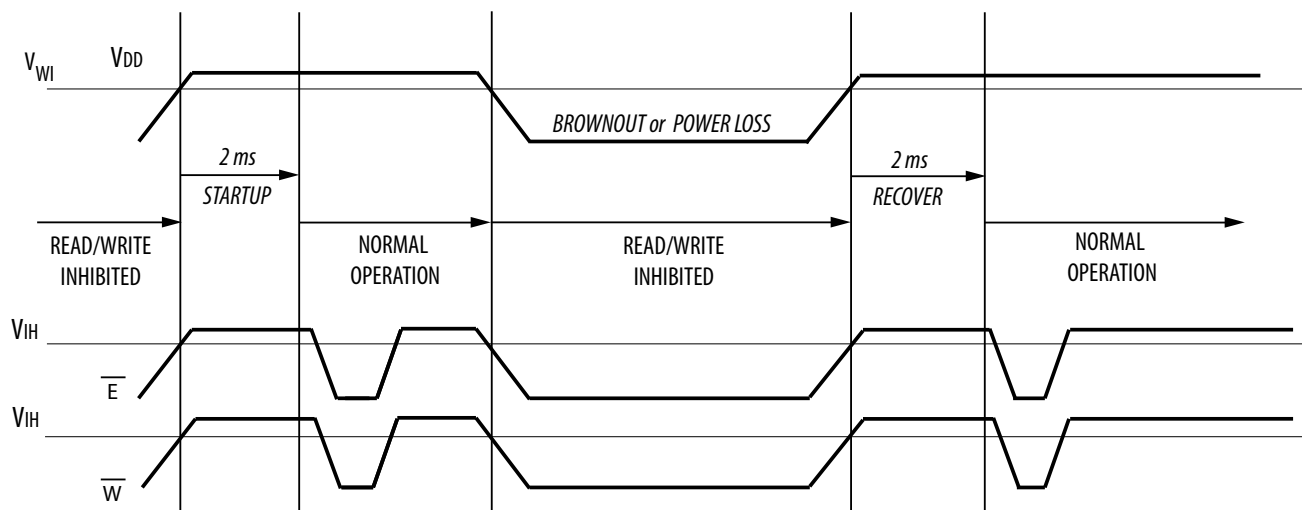 VWI
VDD
BROWNOUT or POWER LOSS
2 ms
STARTUP
2 ms
RECOVER
READ/WRITE
INHIBITED
NORMAL
OPERATION
READ/WRITE
INHIBITED
NORMAL
OPERATION
VIH
E
VIH
W